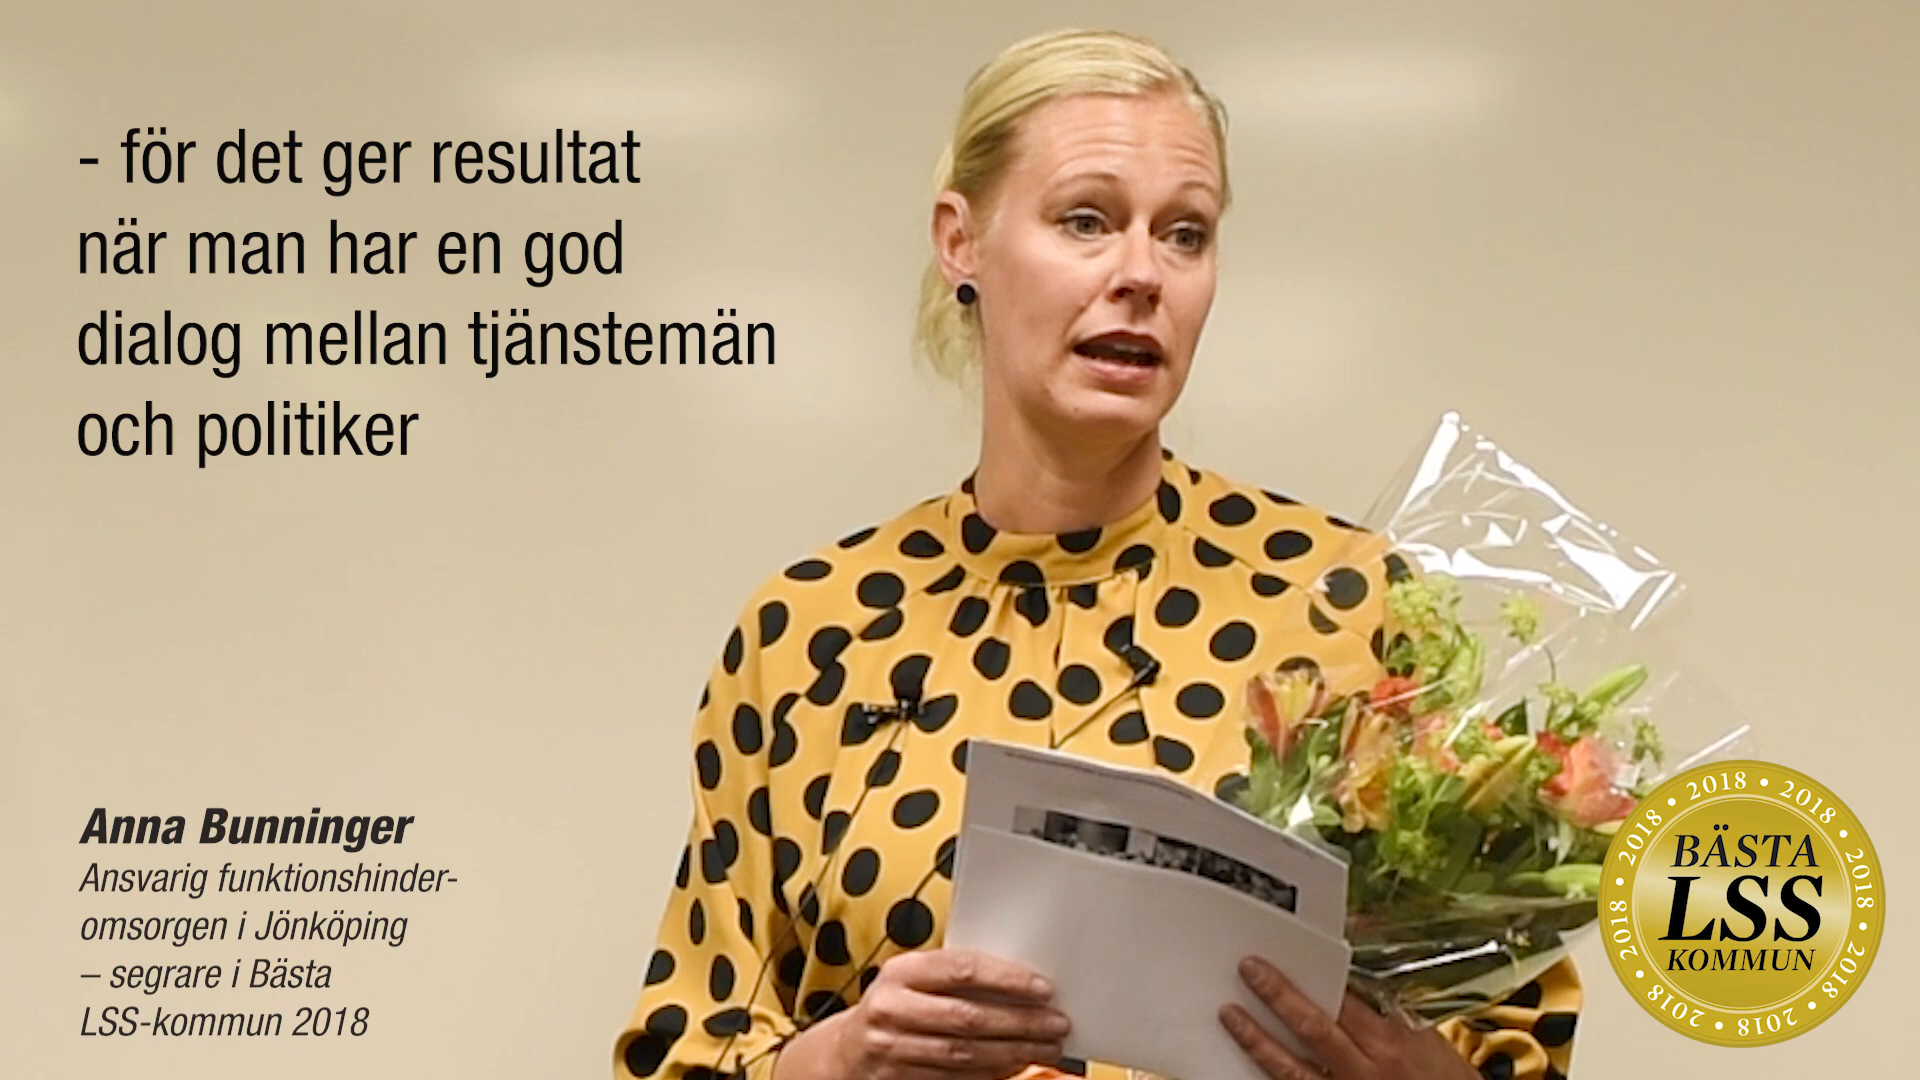 - för det ger resultat
när man har en god
dialog mellan tjänstemän
och politiker
Anna Bunninger
Ansvarig funktionshinder-
omsorgen i Jönköping
– segrare i Bästa
LSS-kommun 2018
2018 • 2018 • 2018 • 2018 • 2018 • 2018 • 2018 • 2018 •
BÄSTA
LSS
KOMMUN